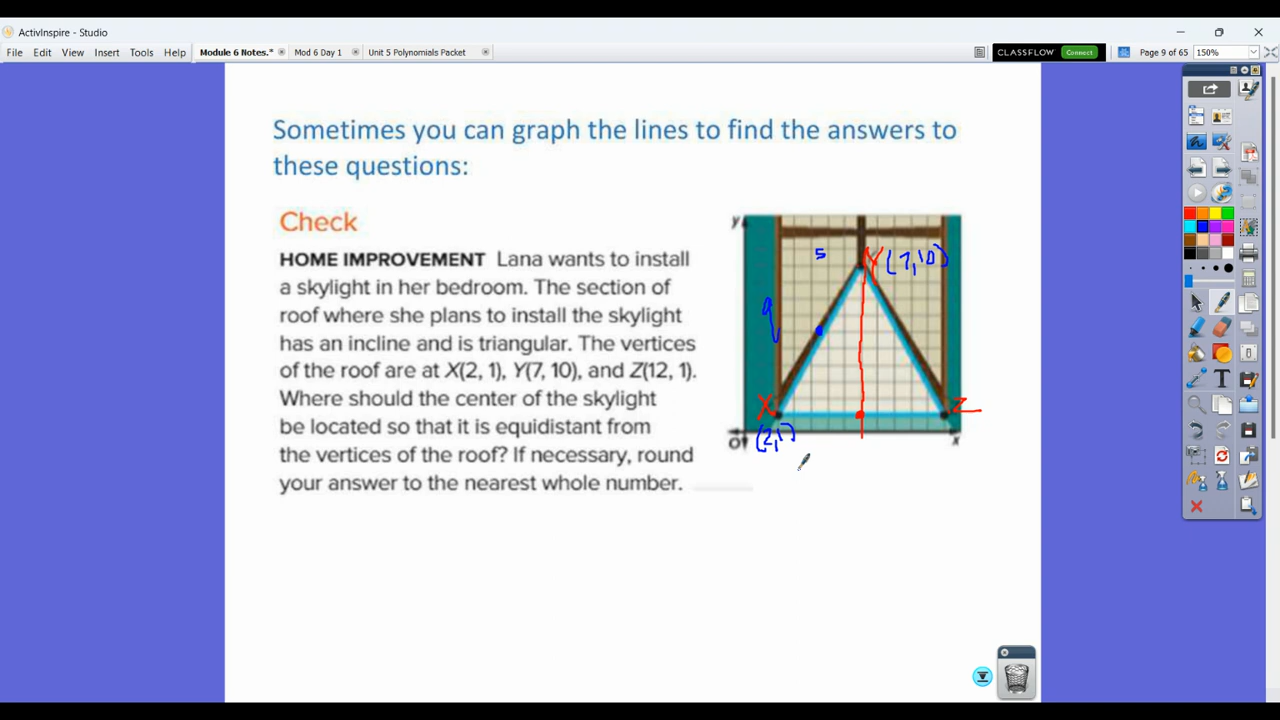 ActivInspire - Studio
File Edit View Insert Tools Help
Module 6 Notes.* Mod 6 Day 1 Unit 5 Polynomials Packet
CLASSFLOW Connect
Page 9 of 65 150%
Sometimes you can graph the lines to find the answers to
these questions:
Check
HOME IMPROVEMENT Lana wants to install
a skylight in her bedroom. The section of
roof where she plans to install the skylight
has an incline and is triangular. The vertices
of the roof are at X(2, 1), Y(7, 10), and Z(12, 1).
Where should the center of the skylight
be located so that it is equidistant from
the vertices of the roof? If necessary, round
your answer to the nearest whole number.
y
5
Y (7,10)
9
X
Z
(2,1)
O
x